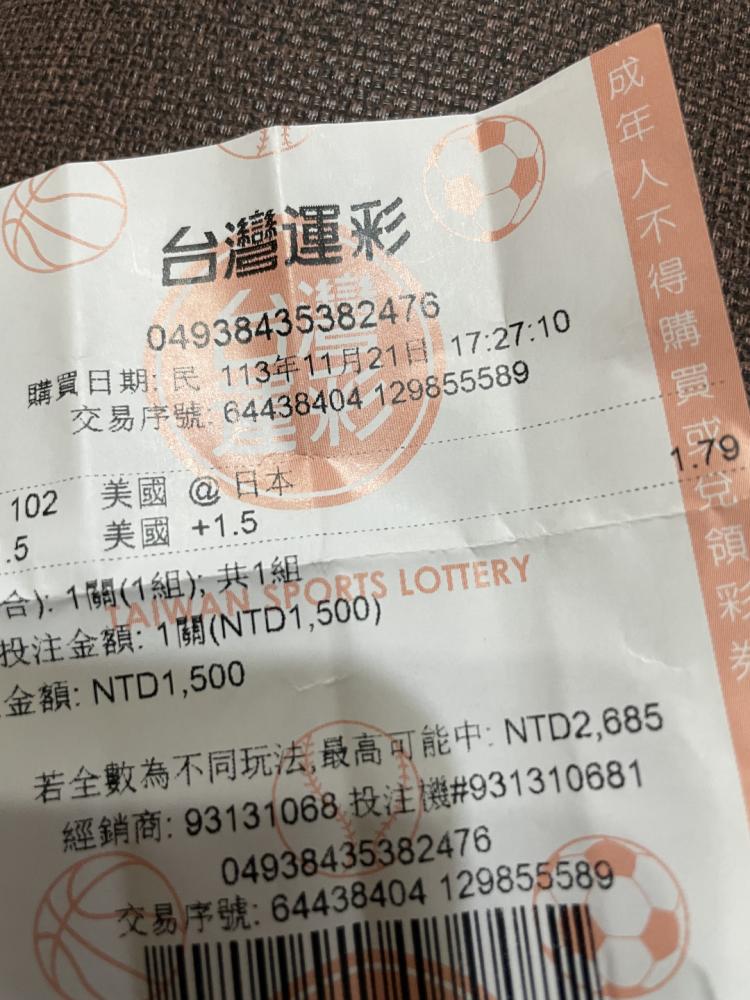 台灣運彩
04938435382476
購買日期: 民 113年11月21日 17:27:10
交易序號: 64438404 129855589
102 美國 @ 日本
.5 美國 +1.5 1.79
合): 1關(1組); 共1組
TAIWAN SPORTS LOTTERY
投注金額: 1關(NTD1,500)
金額: NTD1,500
若全數為不同玩法,最高可能中: NTD2,685
經銷商: 93131068 投注機#931310681
04938435382476
交易序號: 64438404 129855589
成年人不得購買或兌領彩券
台灣運彩